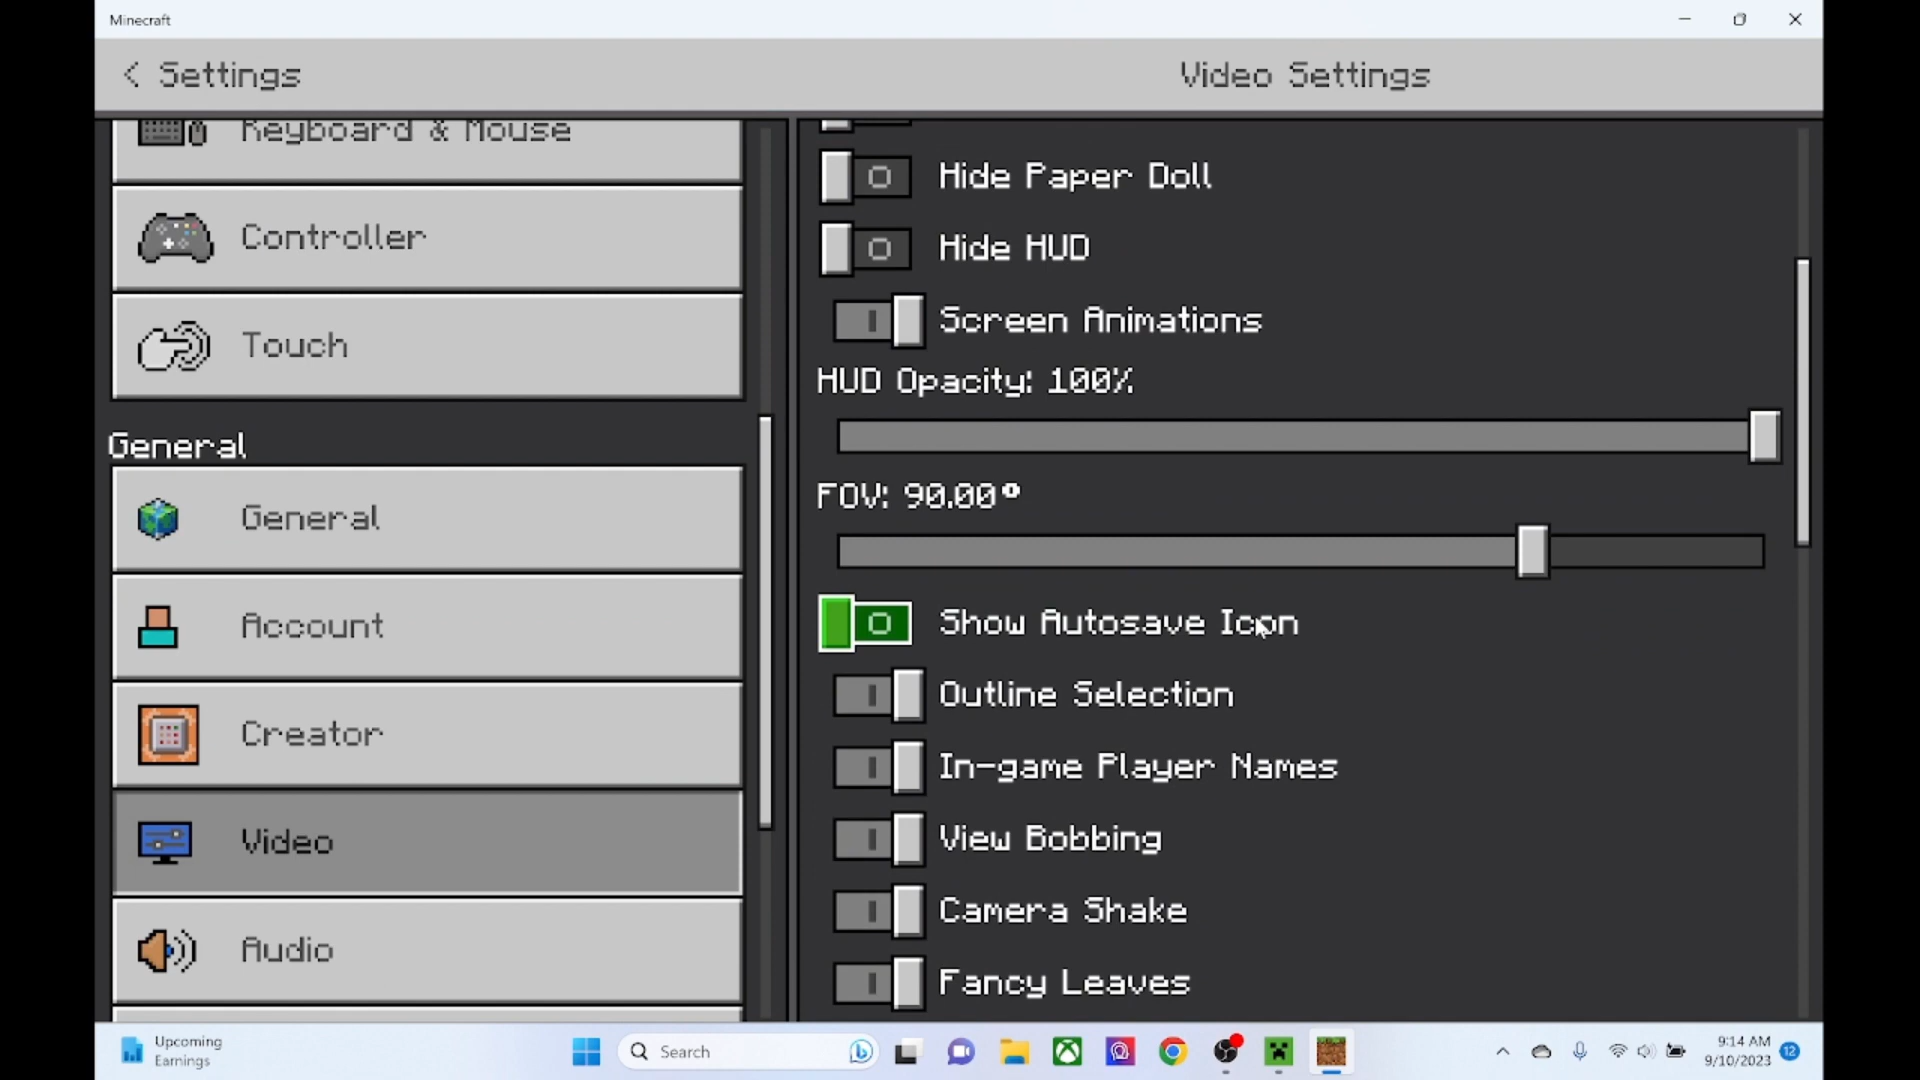 Minecraft
Settings
Video Settings
Keyboard & Mouse
Controller
Touch
General
General
Account
Creator
Video
Audio
Hide Paper Doll
Hide HUD
Screen Animations
HUD Opacity: 100%
FOV: 90.00°
Show Autosave Icon
Outline Selection
In-game Player Names
View Bobbing
Camera Shake
Fancy Leaves
Upcoming
Earnings
Search
9:14 AM
9/10/2023
12